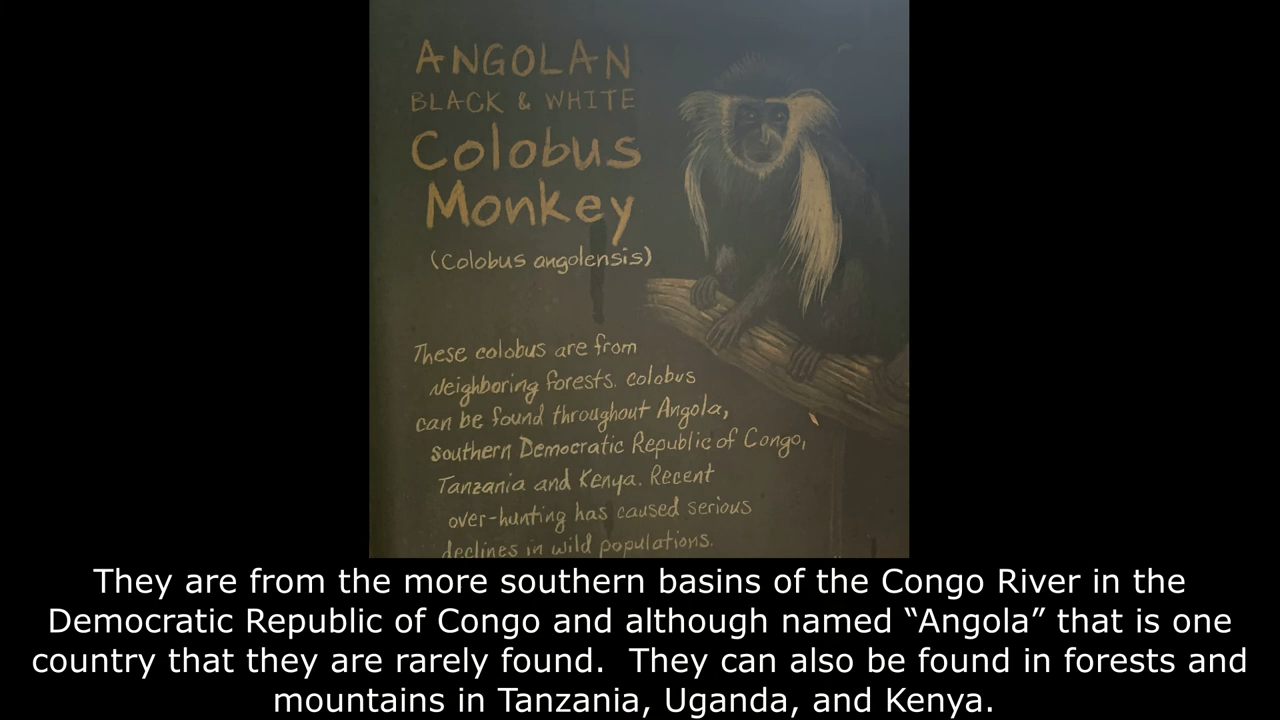 ANGOLAN
BLACK & WHITE
Colobus
Monkey
(Colobus angolensis)
These colobus are from
Neighboring forests. colobus
can be found throughout Angola,
southern Democratic Republic of Congo,
Tanzania and Kenya. Recent
over-hunting has caused serious
declines in wild populations.
They are from the more southern basins of the Congo River in the
Democratic Republic of Congo and although named “Angola” that is one
country that they are rarely found.  They can also be found in forests and
mountains in Tanzania, Uganda, and Kenya.